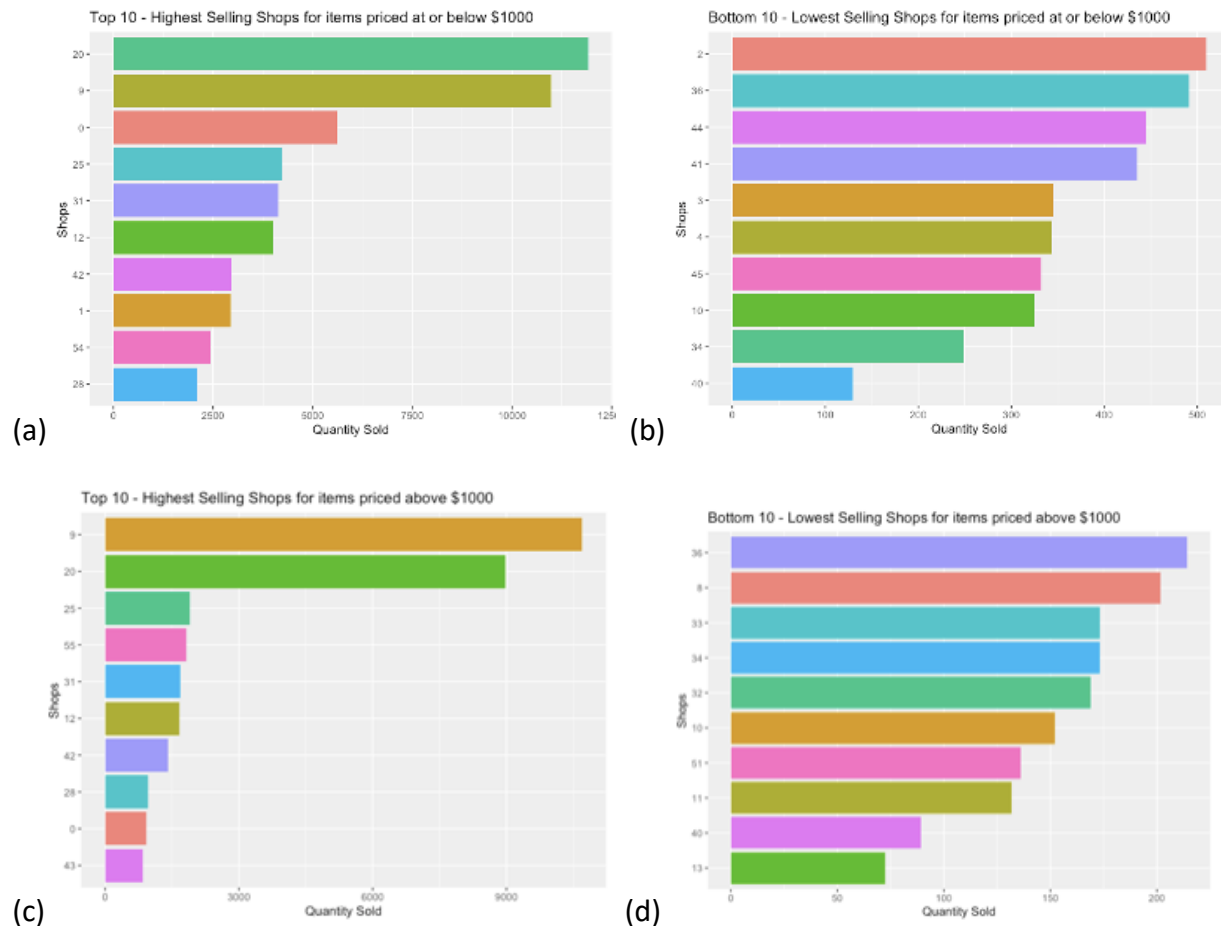 Top 10 - Highest Selling Shops for items priced at or below $1000
20
9
0
25
31
12
42
1
54
28
Shops
0 2500 5000 7500 10000 1250
Quantity Sold
(a)
Bottom 10 - Lowest Selling Shops for items priced at or below $1000
2
36
44
41
3
4
45
10
34
40
Shops
0 100 200 300 400 500
Quantity Sold
(b)
Top 10 - Highest Selling Shops for items priced above $1000
9
20
25
55
31
12
42
28
0
43
Shops
0 3000 6000 9000
Quantity Sold
(c)
Bottom 10 - Lowest Selling Shops for items priced above $1000
36
8
33
34
32
10
51
11
40
13
Shops
0 50 100 150 200
Quantity Sold
(d)